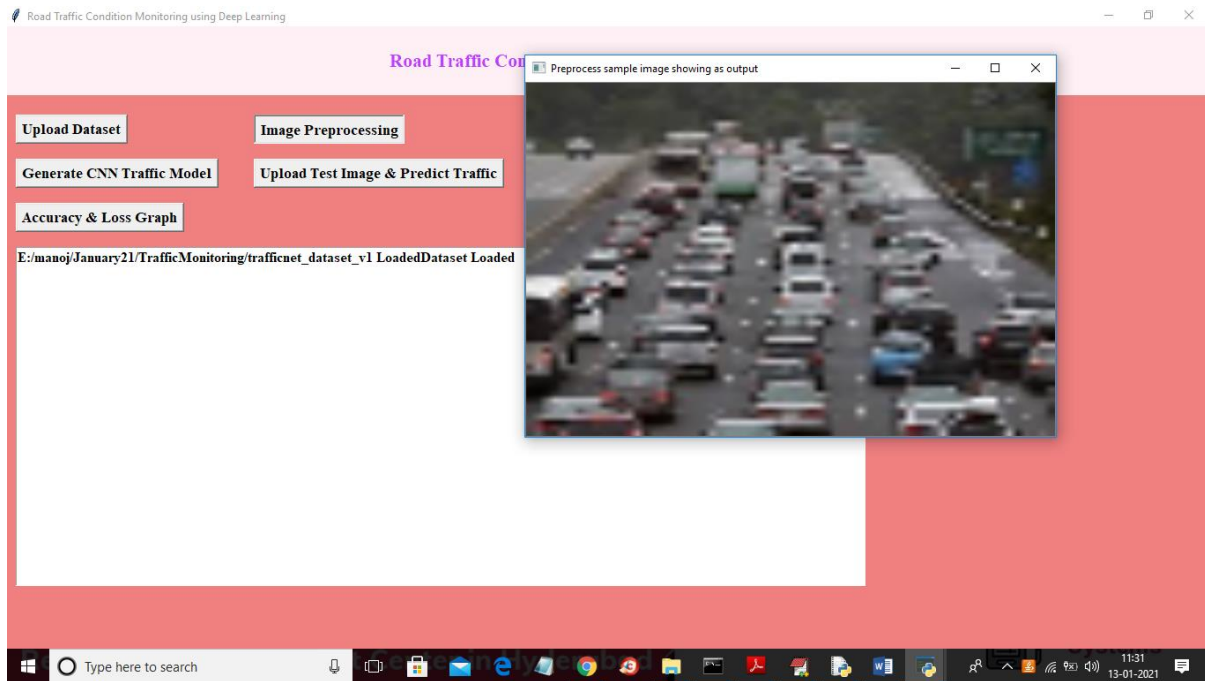 Road Traffic Condition Monitoring using Deep Learning
Road Traffic Con
Preprocess sample image showing as output
Upload Dataset
Image Preprocessing
Generate CNN Traffic Model
Upload Test Image & Predict Traffic
Accuracy & Loss Graph
E:/manoj/January21/TrafficMonitoring/trafficnet_dataset_v1 LoadedDataset Loaded
Type here to search
11:31
13-01-2021